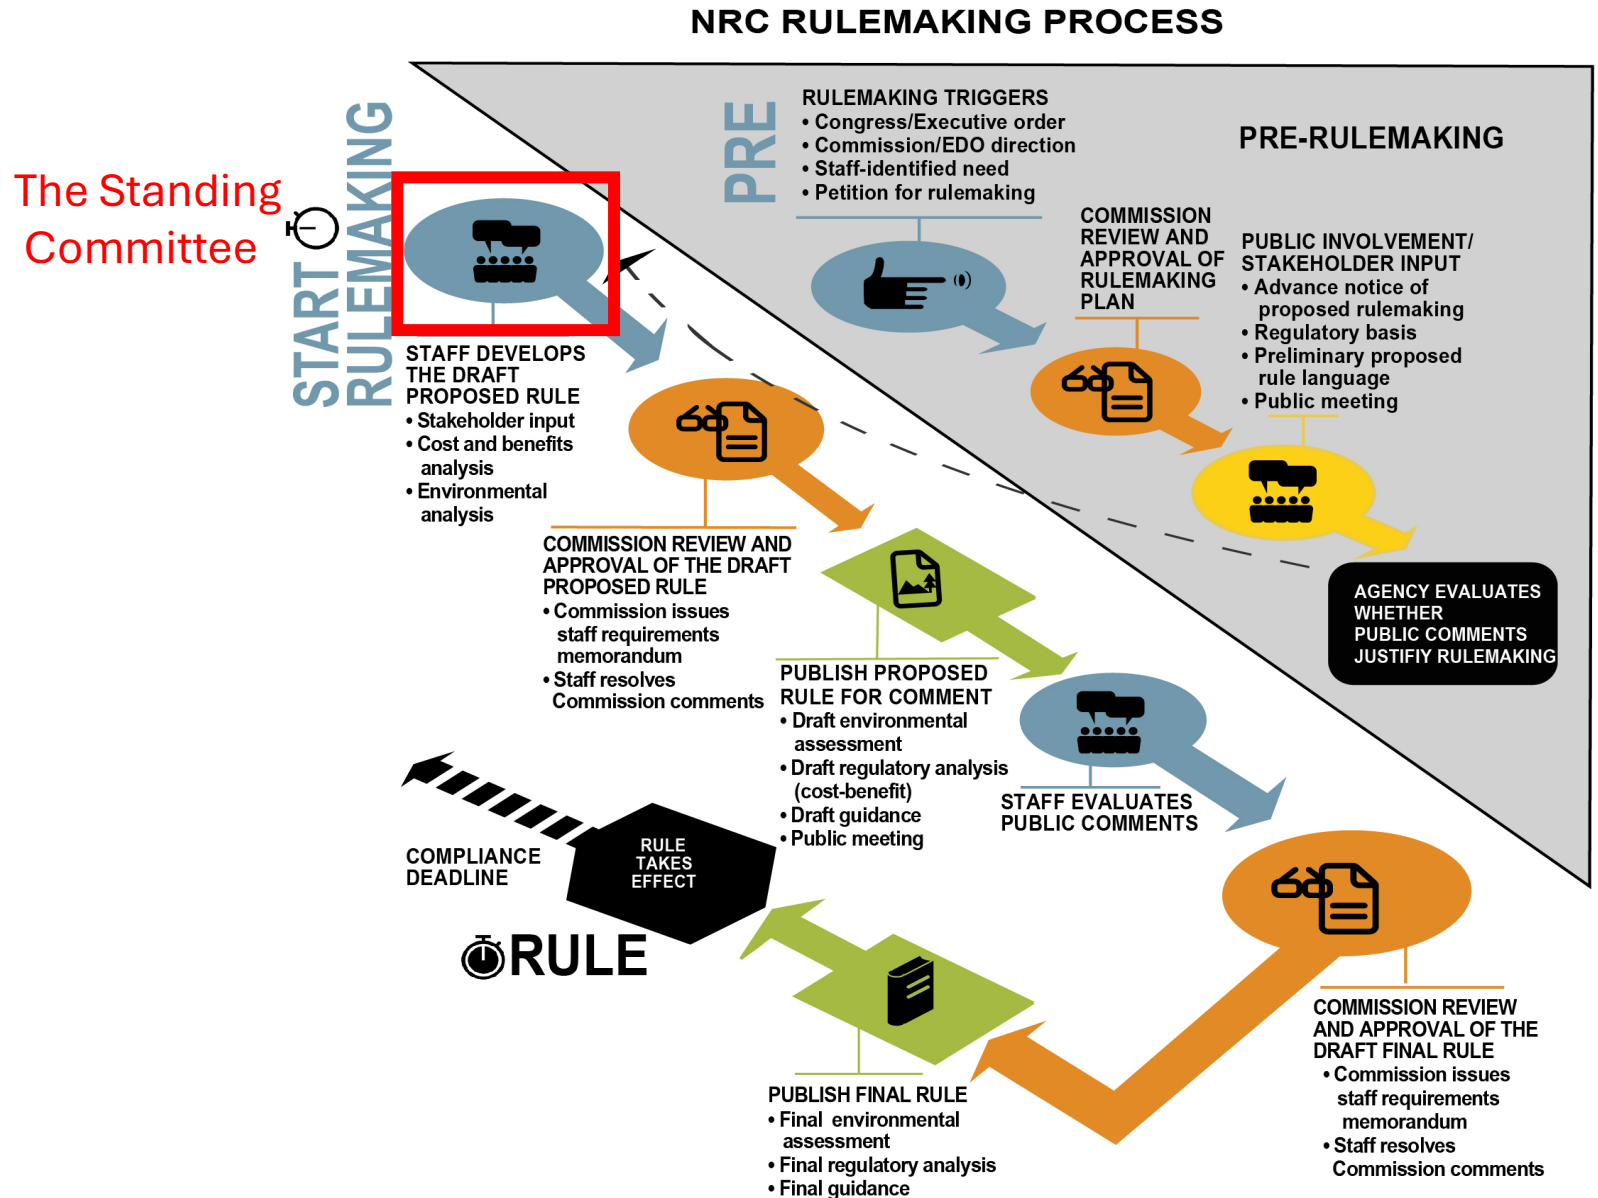 NRC RULEMAKING PROCESS
The Standing
Committee
START
RULEMAKING
PRE
RULEMAKING TRIGGERS
• Congress/Executive order
• Commission/EDO direction
• Staff-identified need
• Petition for rulemaking
PRE-RULEMAKING
COMMISSION
REVIEW AND
APPROVAL OF
RULEMAKING
PLAN
PUBLIC INVOLVEMENT/
STAKEHOLDER INPUT
• Advance notice of
proposed rulemaking
• Regulatory basis
• Preliminary proposed
rule language
• Public meeting
AGENCY EVALUATES
WHETHER
PUBLIC COMMENTS
JUSTIFIY RULEMAKING
STAFF DEVELOPS
THE DRAFT
PROPOSED RULE
• Stakeholder input
• Cost and benefits
analysis
• Environmental
analysis
COMMISSION REVIEW AND
APPROVAL OF THE DRAFT
PROPOSED RULE
• Commission issues
staff requirements
memorandum
• Staff resolves
Commission comments
PUBLISH PROPOSED
RULE FOR COMMENT
• Draft environmental
assessment
• Draft regulatory analysis
(cost-benefit)
• Draft guidance
• Public meeting
STAFF EVALUATES
PUBLIC COMMENTS
COMMISSION REVIEW
AND APPROVAL OF THE
DRAFT FINAL RULE
• Commission issues
staff requirements
memorandum
• Staff resolves
Commission comments
PUBLISH FINAL RULE
• Final environmental
assessment
• Final regulatory analysis
• Final guidance
RULE
TAKES
EFFECT
RULE
COMPLIANCE
DEADLINE